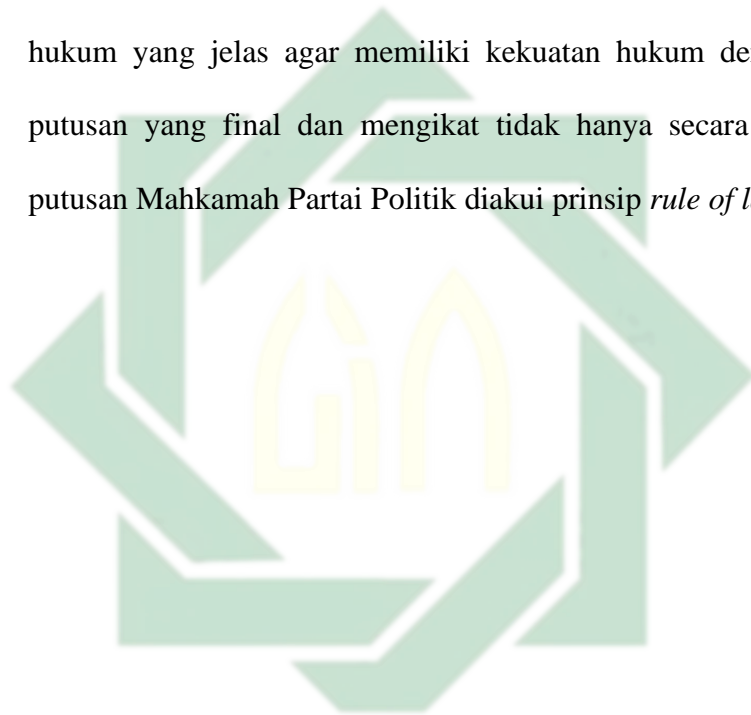 hukum yang jelas agar memiliki kekuatan hukum
putusan yang final dan mengikat tidak hanya secara
putusan Mahkamah Partai Politik diakui prinsip rule of